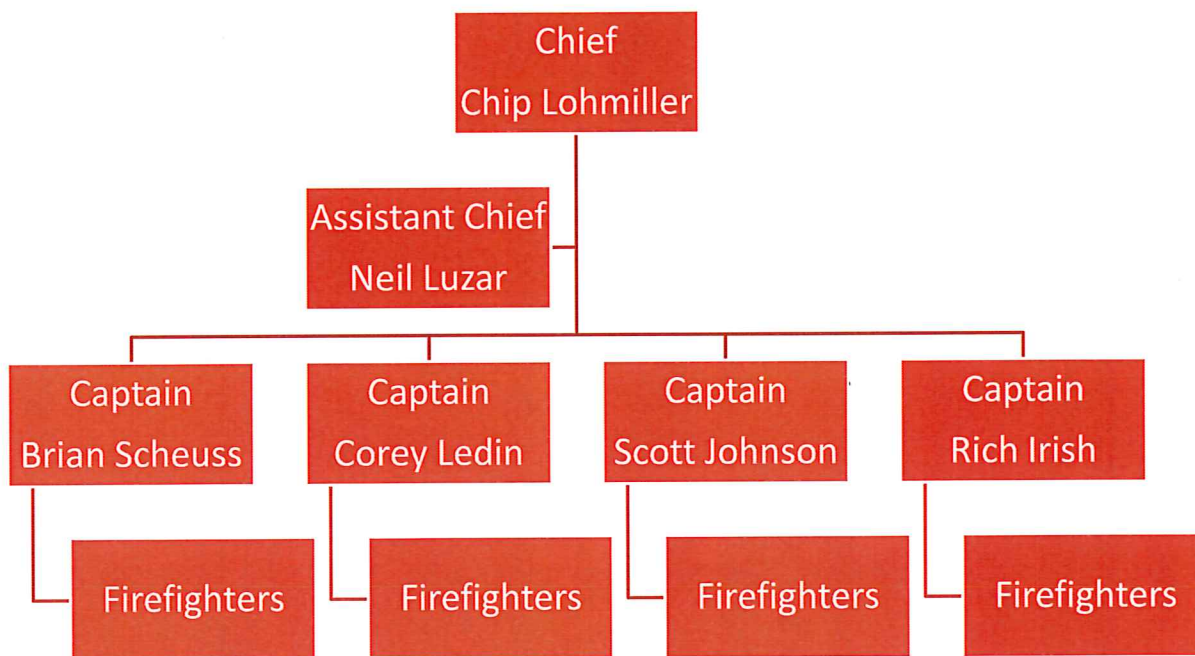 Chief
Chip Lohmiller
Assistant Chief
Neil Luzar
Captain
Brian Scheuss
Captain
Corey Ledin
Captain
Scott Johnson
Captain
Rich Irish
Firefighters
Firefighters
Firefighters
Firefighters